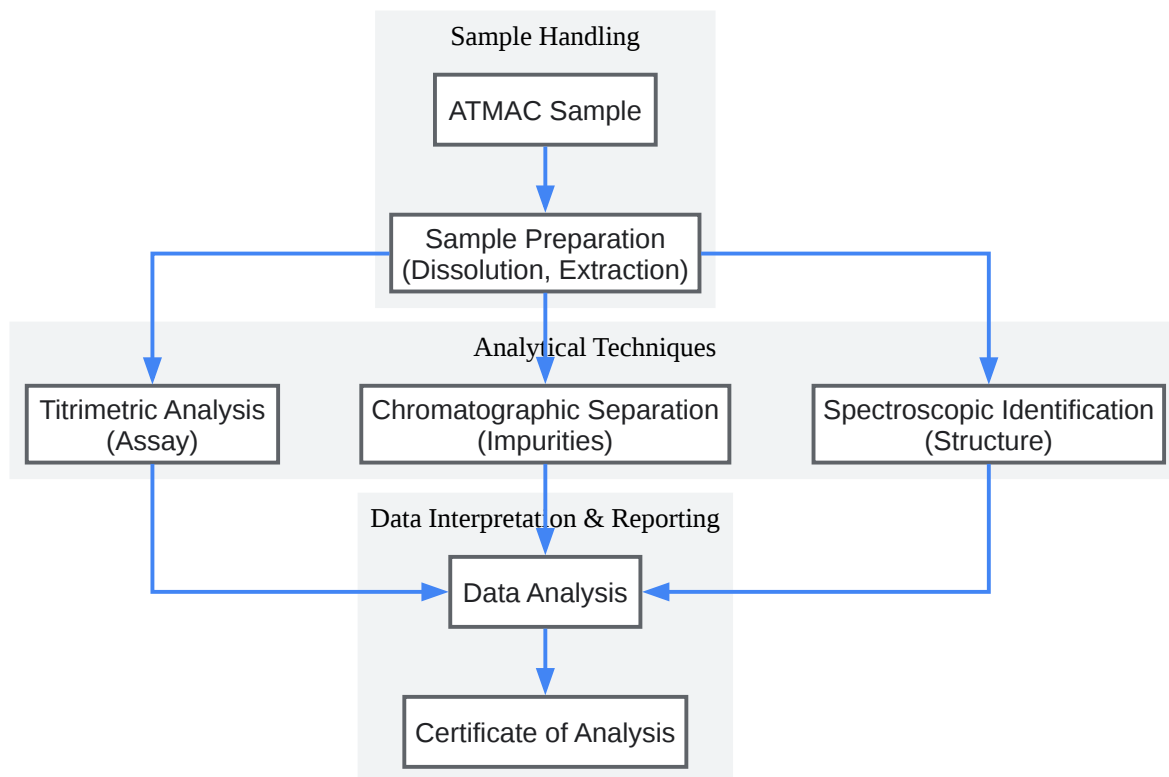 Sample Handling
ATMAC Sample
Sample Preparation
(Dissolution, Extraction)
Analytical Techniques
Titrimetric Analysis
(Assay)
Chromatographic Separation
(Impurities)
Spectroscopic Identification
(Structure)
Data Interpretation & Reporting
Data Analysis
Certificate of Analysis